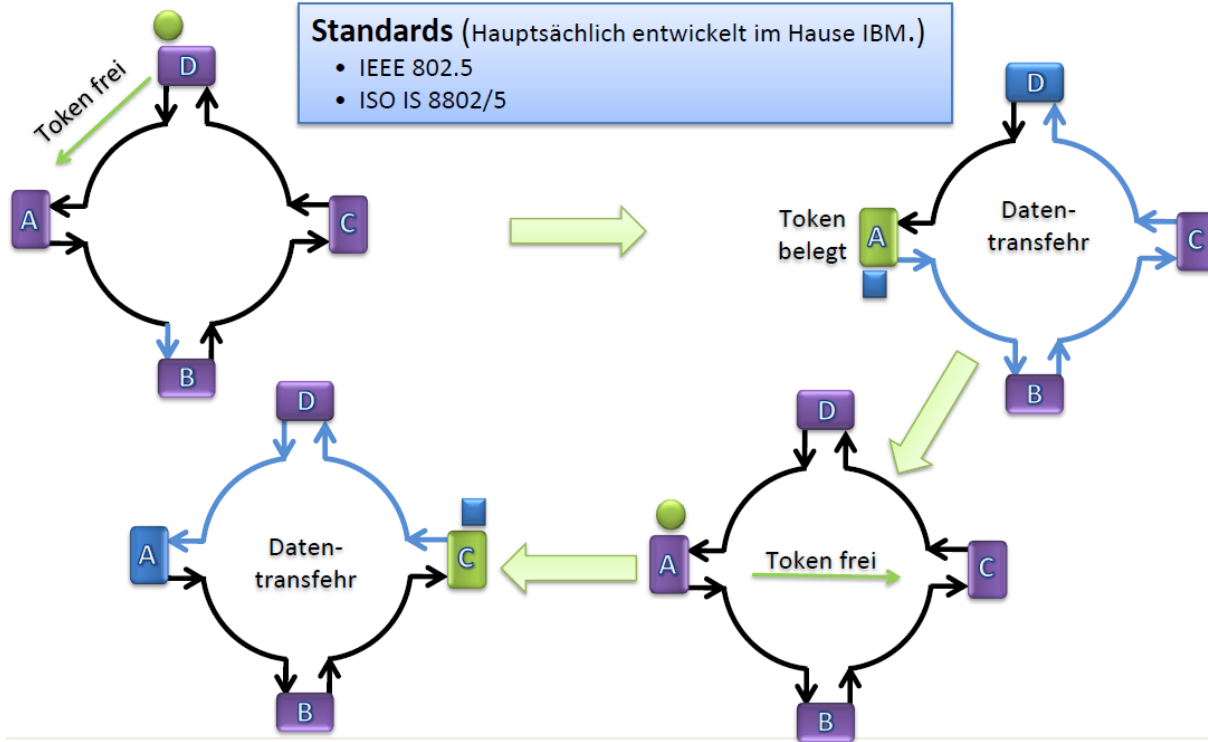 Standards (Hauptsächlich entwickelt im Hause IBM.)
• IEEE 802.5
• ISO IS 8802/5
D
Token frei
A
C
B
D
Token
belegt
A
Daten-
transfehr
C
B
D
A
Daten-
transfehr
C
B
D
A
Token frei
C
B